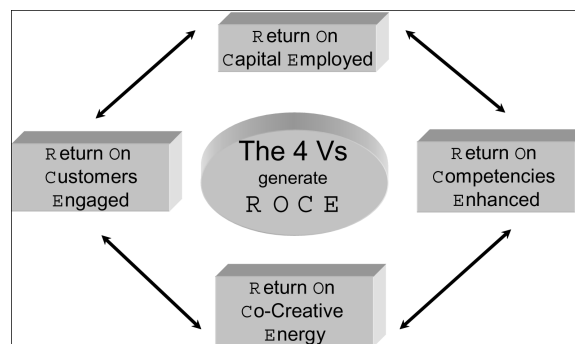 Return On
Capital Employed
Return On
Customers
Engaged
The 4 Vs
generate
R O C E
Return On
Competencies
Enhanced
Return On
Co-Creative
Energy